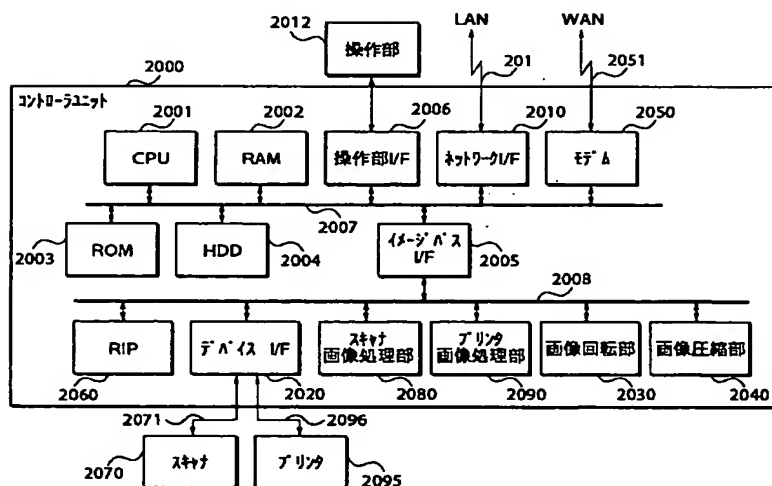 LAN
WAN
2012
操作部
201
2051
2000
コントローラユニット
2001
2002
2006
2010
2050
CPU
RAM
操作部I/F
ネットワークI/F
モデム
2007
2003
ROM
HDD
2004
イメージバス
I/F
2005
2008
RIP
デバイス I/F
スキャナ
画像処理部
プリンタ
画像処理部
画像回転部
画像圧縮部
2060
2020
2080
2090
2030
2040
2071
2096
2070
スキャナ
プリンタ
2095